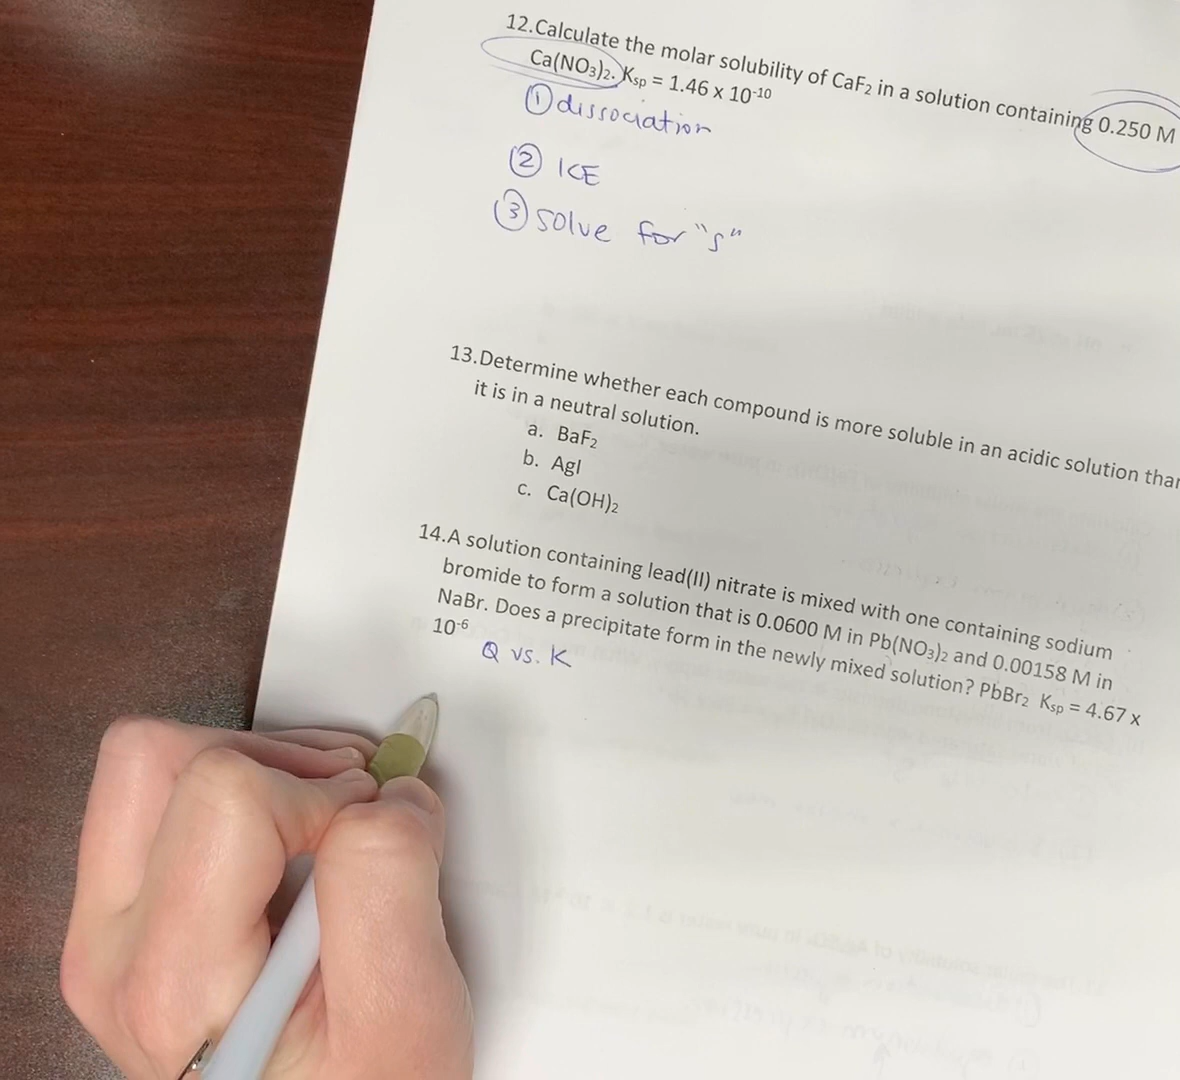 12.Calculate the molar solubility of CaF₂ in a solution containing 0.250 M
Ca(NO₃)₂. Ksp = 1.46 x 10⁻¹⁰
① dissociation
② ICE
③ solve for "s"
13.Determine whether each compound is more soluble in an acidic solution than
it is in a neutral solution.
a. BaF₂
b. AgI
c. Ca(OH)₂
14.A solution containing lead(II) nitrate is mixed with one containing sodium
bromide to form a solution that is 0.0600 M in Pb(NO₃)₂ and 0.00158 M in
NaBr. Does a precipitate form in the newly mixed solution? PbBr₂ Ksp = 4.67 x
10⁻⁶
Q vs. K